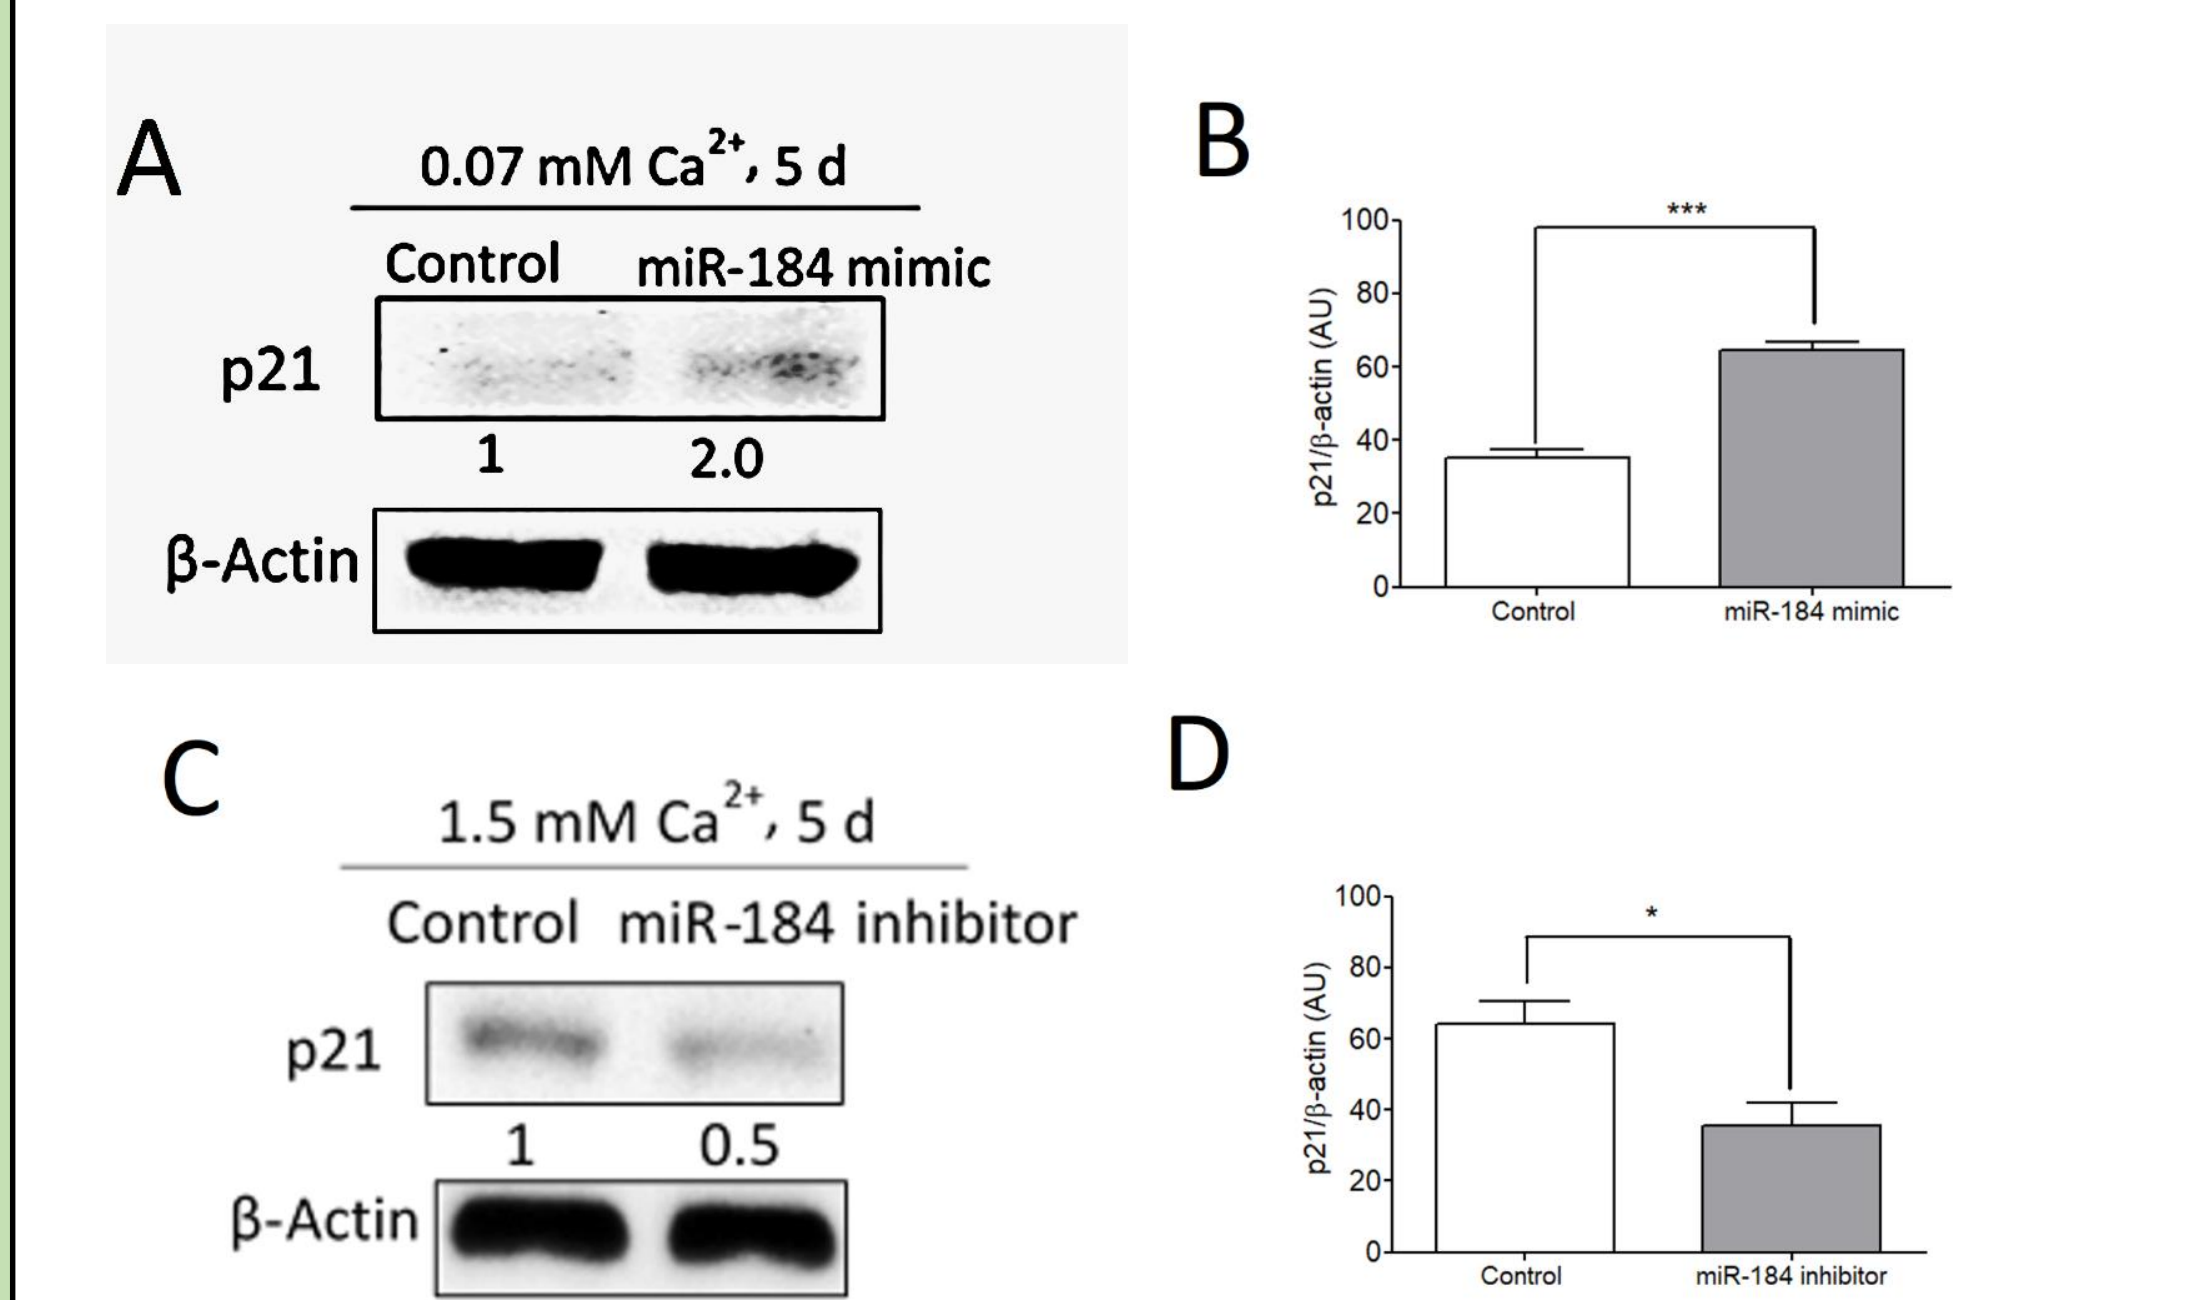 A
0.07 mM Ca²⁺, 5 d
Control miR-184 mimic
p21
1 2.0
β-Actin
B
***
100
80
60
40
20
0
p21/β-actin (AU)
Control miR-184 mimic
C
1.5 mM Ca²⁺, 5 d
Control miR-184 inhibitor
p21
1 0.5
β-Actin
D
*
100
80
60
40
20
0
p21/β-actin (AU)
Control miR-184 inhibitor